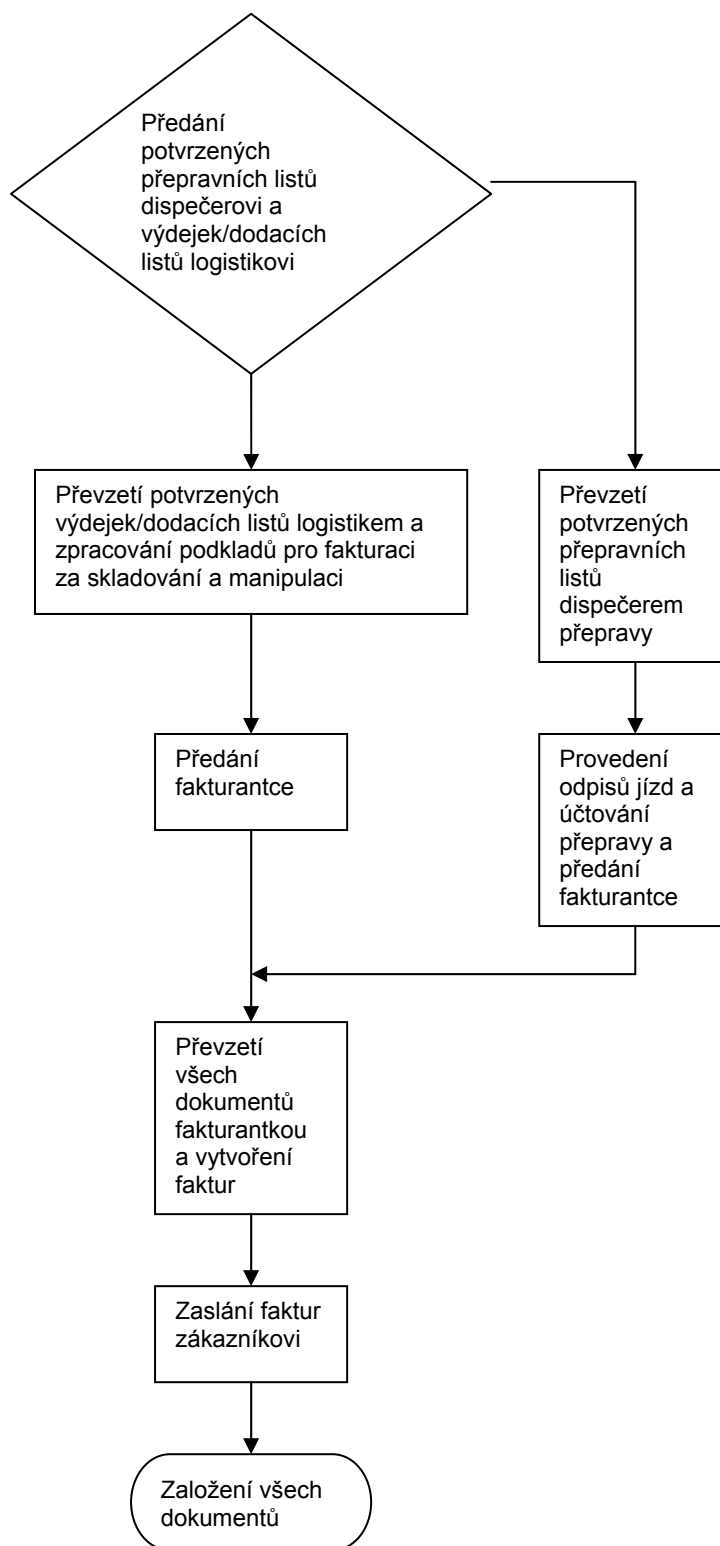 Předání
potvrzených
přepravních listů
dispečerovi a
výdejek/dodacích
listů logistikovi
Převzetí potvrzených
výdejek/dodacích listů logistikem a
zpracování podkladů pro fakturaci
za skladování a manipulaci
Převzetí
potvrzených
přepravních
listů
dispečerem
přepravy
Předání
fakturantce
Provedení
odpisů jízd a
účtování
přepravy a
předání
fakturantce
Převzetí
všech
dokumentů
fakturantkou
a vytvoření
faktur
Zaslání faktur
zákazníkovi
Založení všech
dokumentů